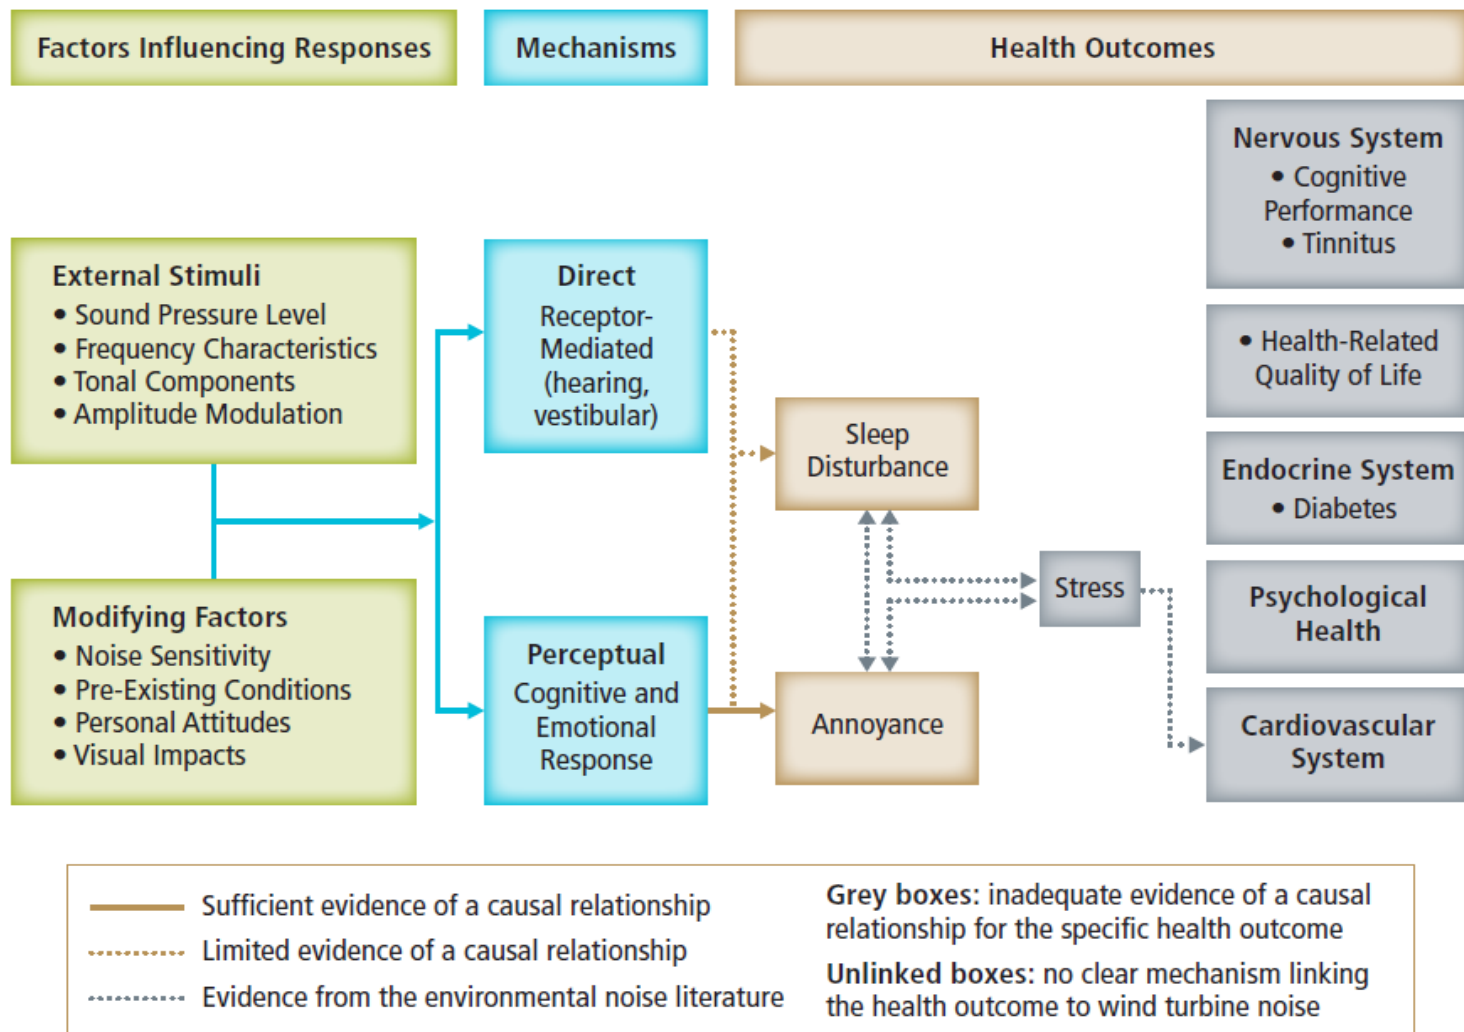 Factors Influencing Responses
Mechanisms
Health Outcomes
External Stimuli
• Sound Pressure Level
• Frequency Characteristics
• Tonal Components
• Amplitude Modulation
Modifying Factors
• Noise Sensitivity
• Pre-Existing Conditions
• Personal Attitudes
• Visual Impacts
Direct
Receptor-
Mediated
(hearing,
vestibular)
Perceptual
Cognitive and
Emotional
Response
Sleep
Disturbance
Annoyance
Stress
Nervous System
• Cognitive
Performance
• Tinnitus
• Health-Related
Quality of Life
Endocrine System
• Diabetes
Psychological
Health
Cardiovascular
System
Sufficient evidence of a causal relationship
Limited evidence of a causal relationship
Evidence from the environmental noise literature
Grey boxes: inadequate evidence of a causal
relationship for the specific health outcome
Unlinked boxes: no clear mechanism linking
the health outcome to wind turbine noise